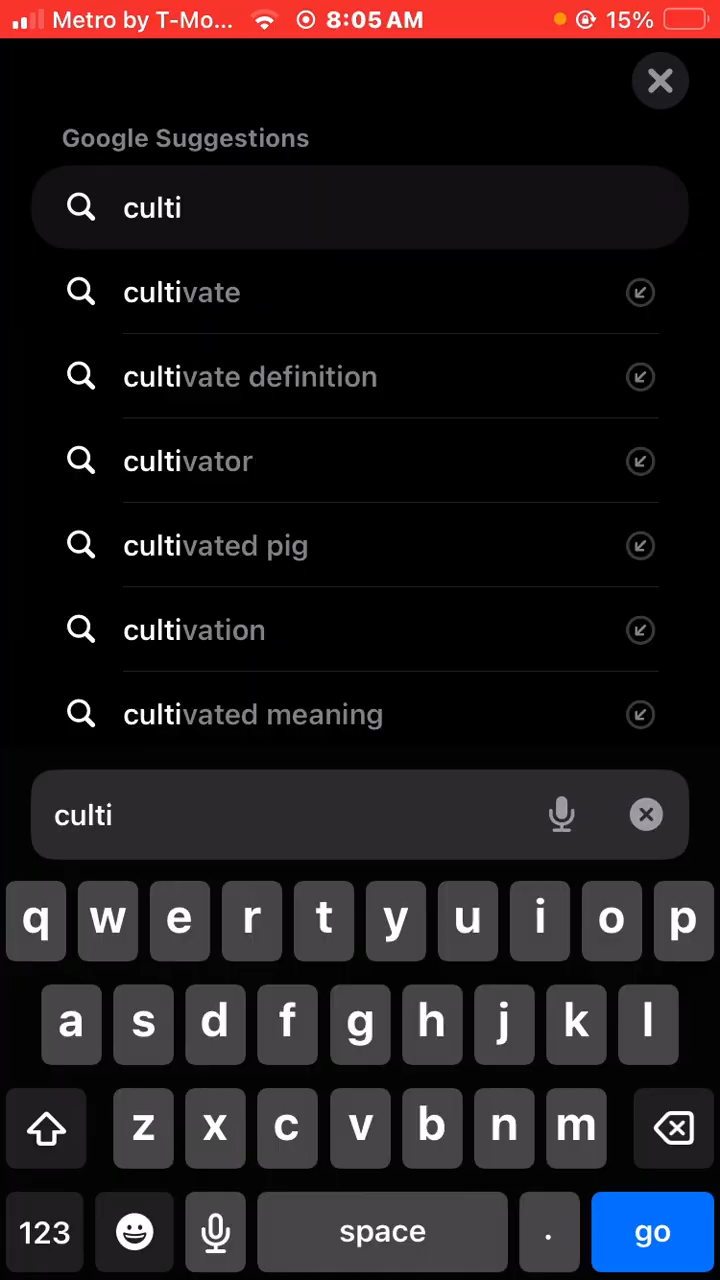 Metro by T-Mo... 8:05 AM 15%
Google Suggestions
culti
cultivate
cultivate definition
cultivator
cultivated pig
cultivation
cultivated meaning
culti
q w e r t y u i o p
a s d f g h j k l
z x c v b n m
123 space . go